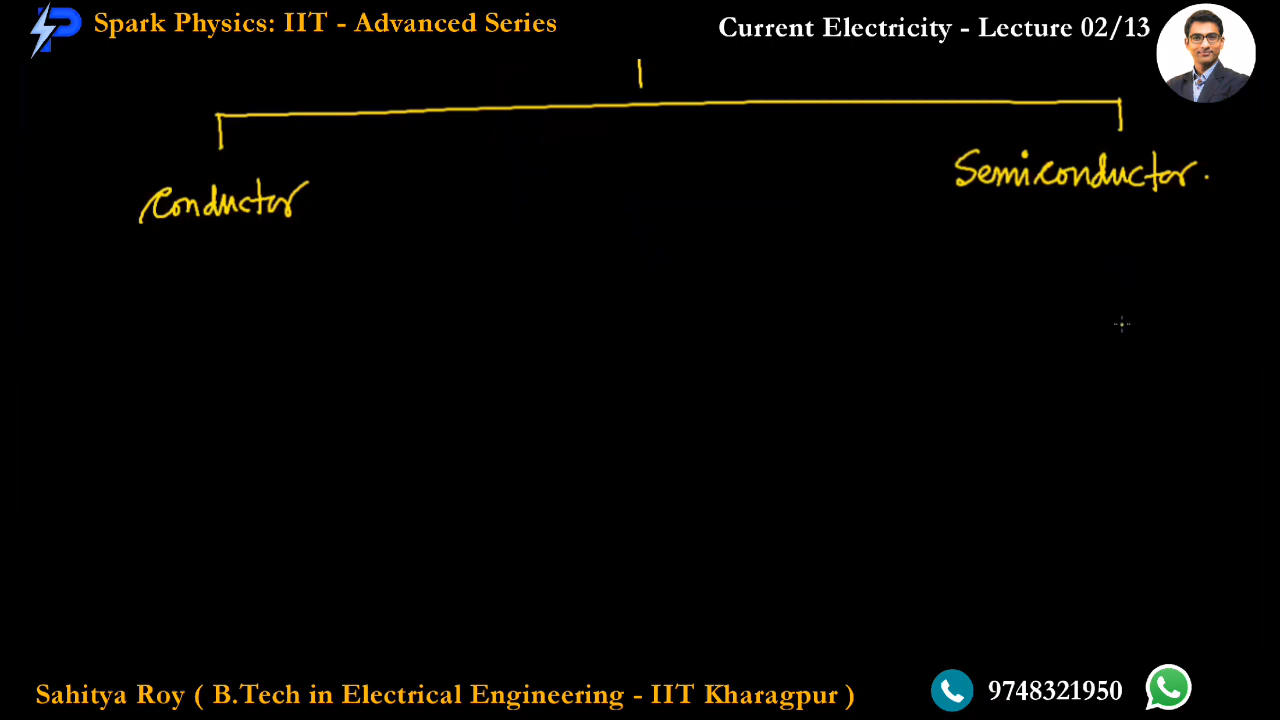 Spark Physics: IIT - Advanced Series
Current Electricity - Lecture 02/13
Conductor
Semiconductor.
Sahitya Roy ( B.Tech in Electrical Engineering - IIT Kharagpur )
9748321950